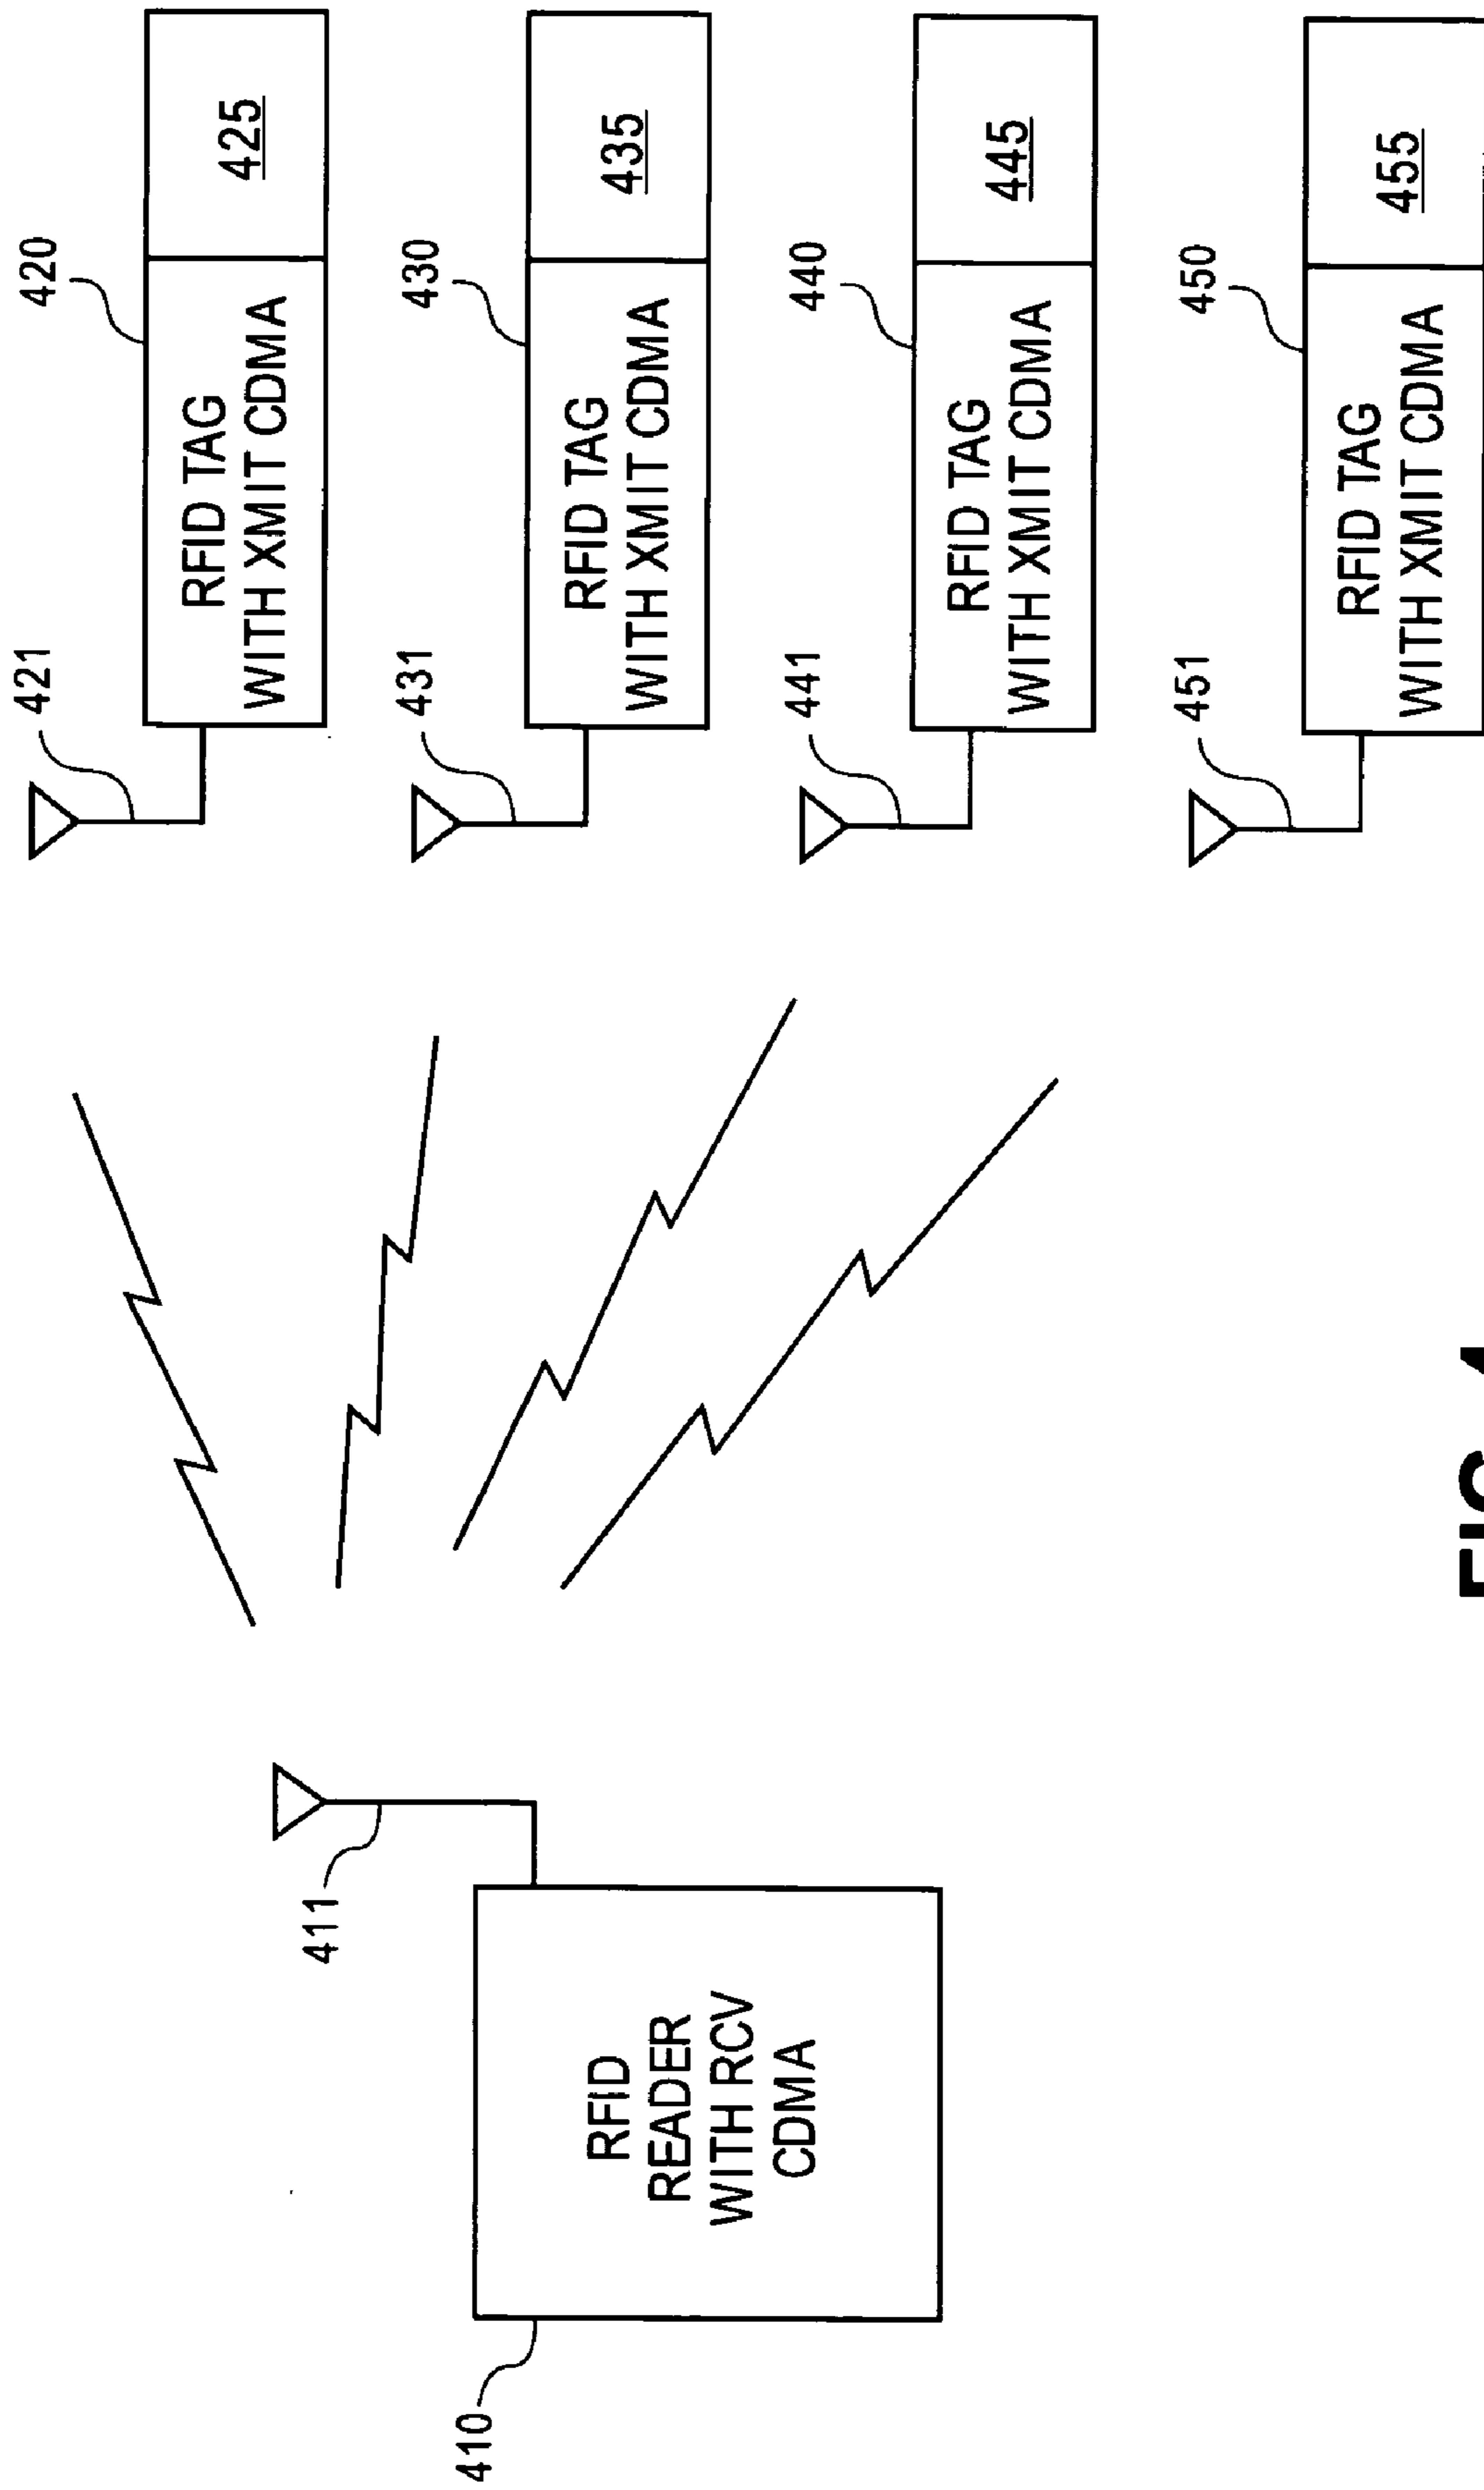 421
420
RFID TAG
WITH XMIT CDMA
425
431
430
RFID TAG
WITH XMIT CDMA
435
411
410
RFID
READER
WITH RCV
CDMA
441
440
RFID TAG
WITH XMIT CDMA
445
451
450
RFID TAG
WITH XMIT CDMA
455